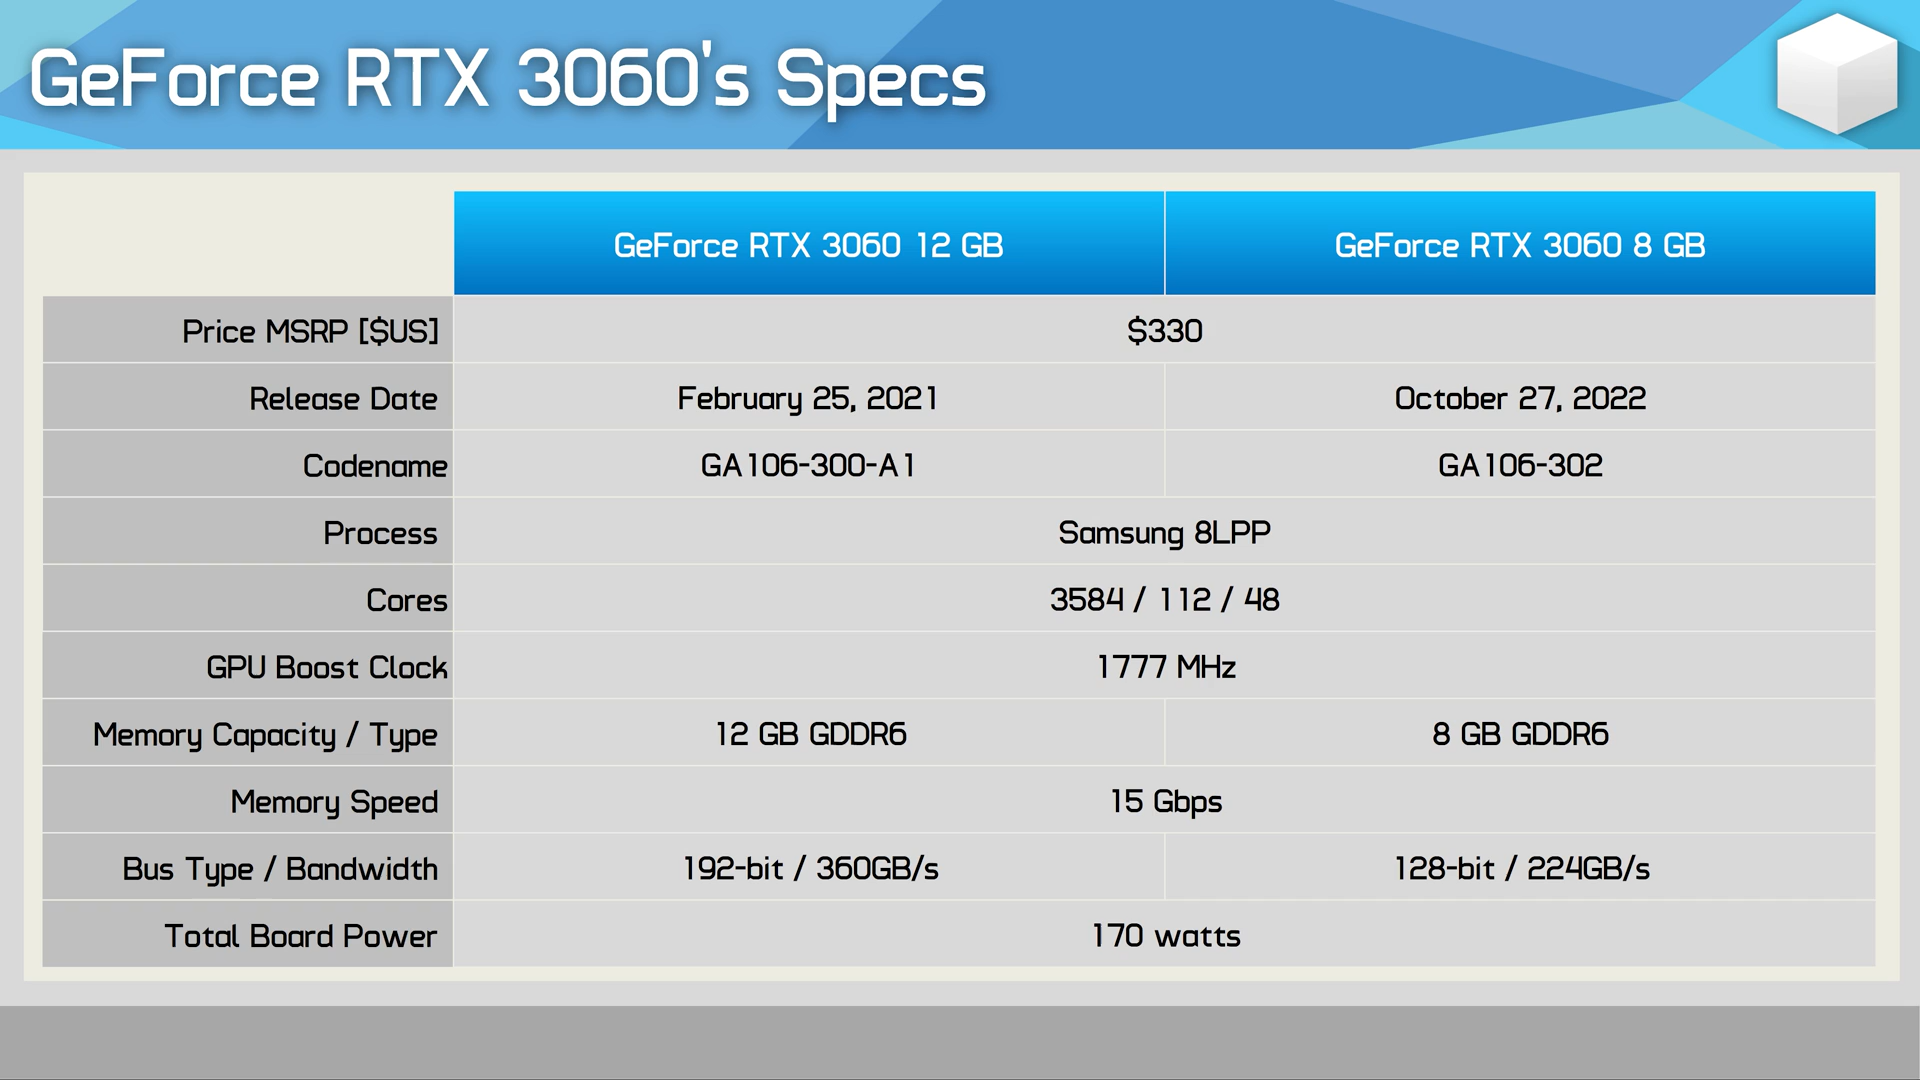 GeForce RTX 3060's Specs
GeForce RTX 3060 12 GB
GeForce RTX 3060 8 GB
Price MSRP [$US]
$330
Release Date
February 25, 2021
October 27, 2022
Codename
GA106-300-A1
GA106-302
Process
Samsung 8LPP
Cores
3584 / 112 / 48
GPU Boost Clock
1777 MHz
Memory Capacity / Type
12 GB GDDR6
8 GB GDDR6
Memory Speed
15 Gbps
Bus Type / Bandwidth
192-bit / 360GB/s
128-bit / 224GB/s
Total Board Power
170 watts